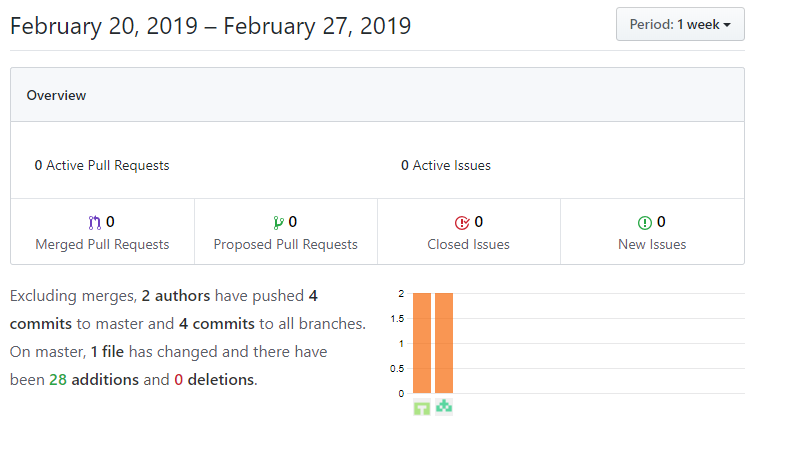 February 20, 2019 – February 27, 2019
Period: 1 week
Overview
0 Active Pull Requests
0 Active Issues
0
Merged Pull Requests
0
Proposed Pull Requests
0
Closed Issues
0
New Issues
Excluding merges, 2 authors have pushed 4
commits to master and 4 commits to all branches.
On master, 1 file has changed and there have
been 28 additions and 0 deletions.
2
1.5
1
0.5
0